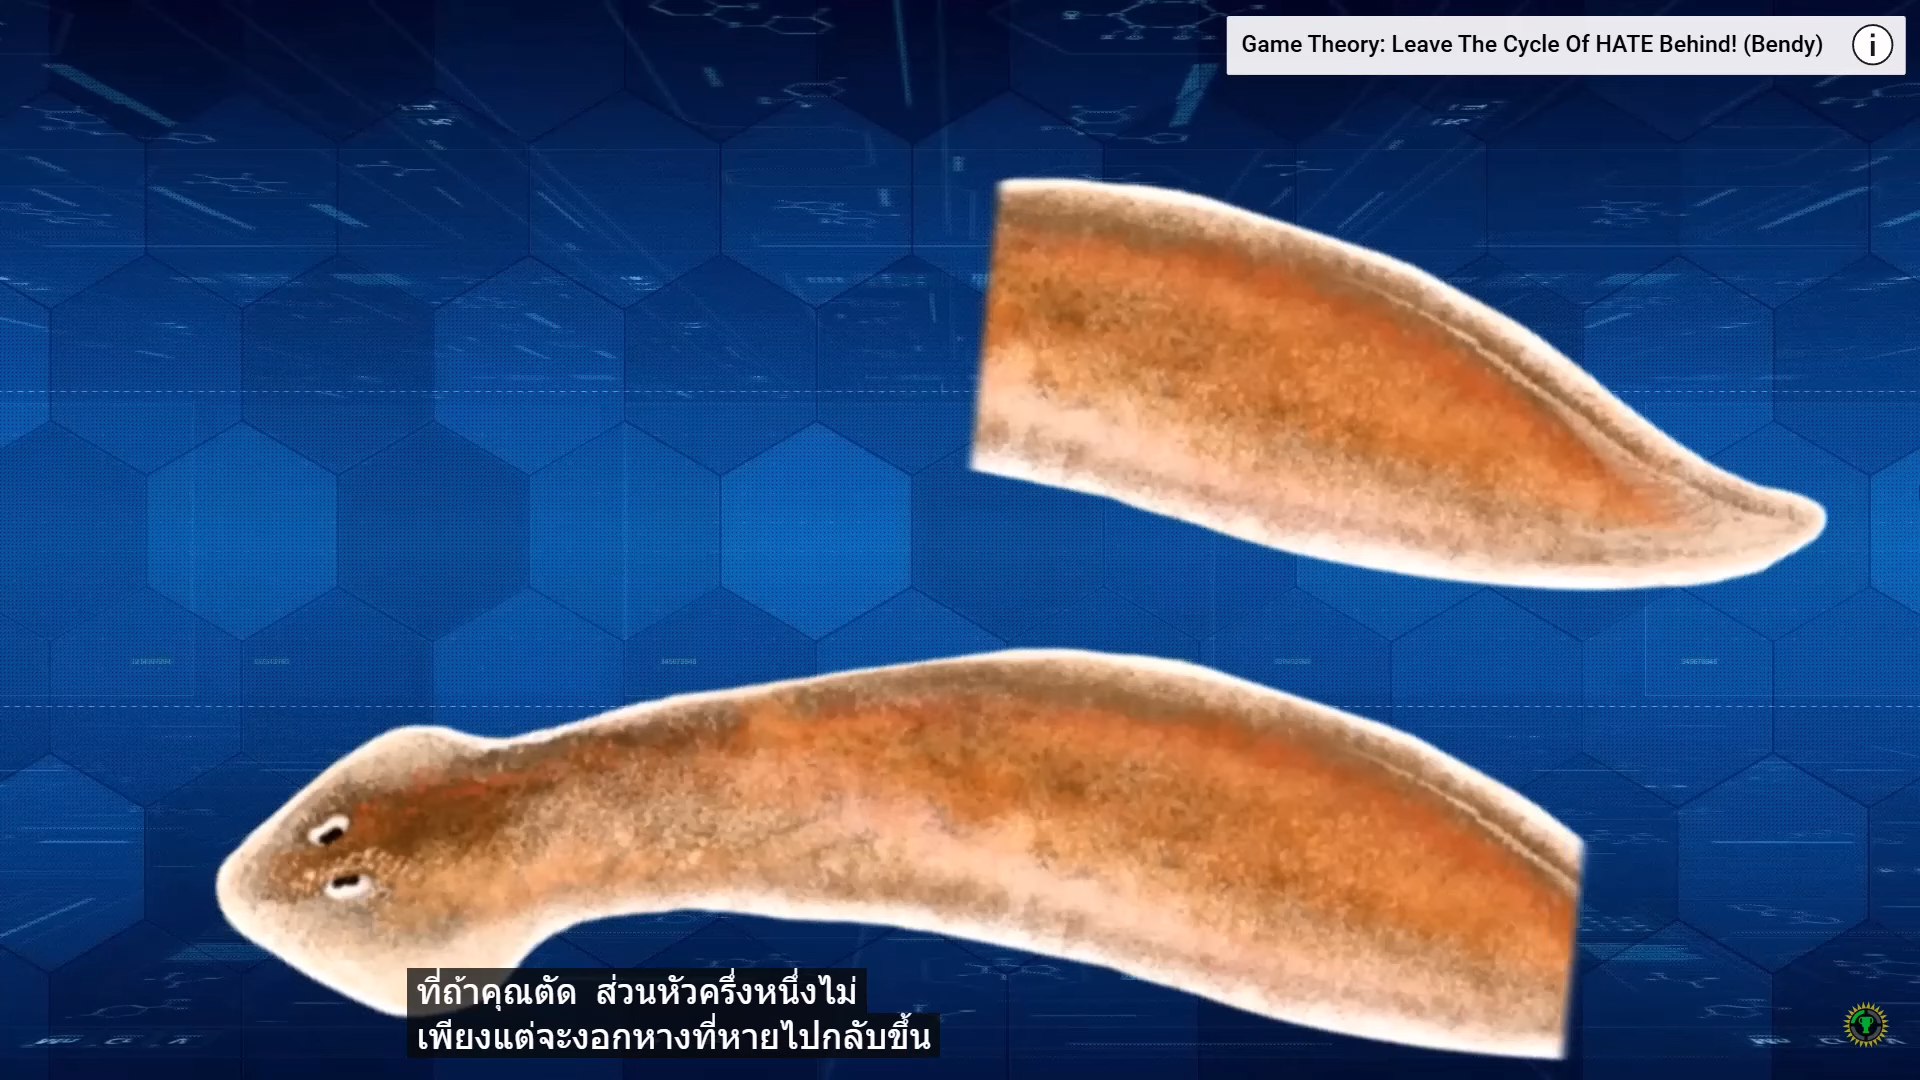 Game Theory: Leave The Cycle Of HATE Behind! (Bendy)
ที่ถ้าคุณตัด ส่วนหัวครึ่งหนึ่งไม่
เพียงแต่จะงอกหางที่หายไปกลับขึ้น